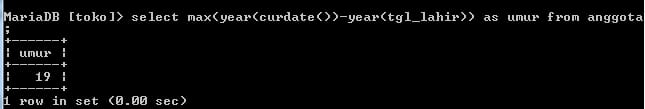 MariaDB [toko]> select max(year(curdate())-year(tgl_lahir)) as umur from anggota
;
+------+
| umur |
+------+
|   19 |
+------+
1 row in set (0.00 sec)